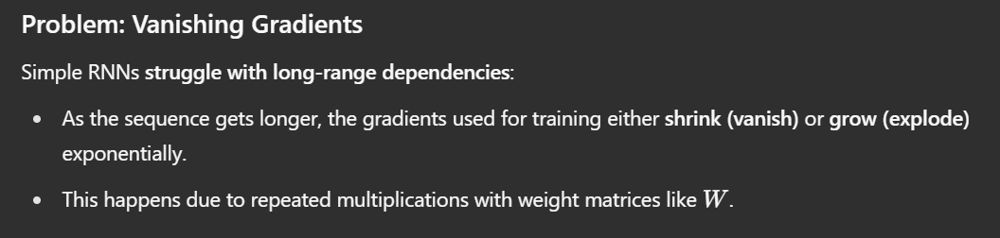 Problem: Vanishing Gradients
Simple RNNs struggle with long-range dependencies:
• As the sequence gets longer, the gradients used for training either shrink (vanish) or grow (explode)
exponentially.
• This happens due to repeated multiplications with weight matrices like W.